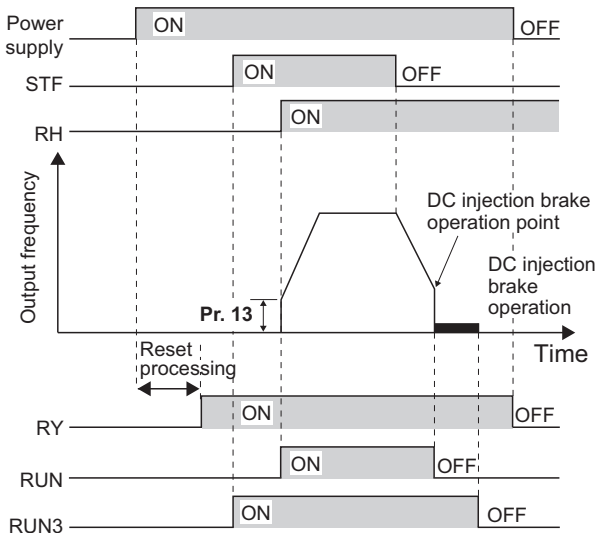 Power supply
ON
OFF
STF
ON
OFF
RH
ON
Output frequency
DC injection brake
operation point
DC injection
brake
operation
Pr. 13
Time
Reset
processing
RY
ON
OFF
RUN
ON
OFF
RUN3
ON
OFF